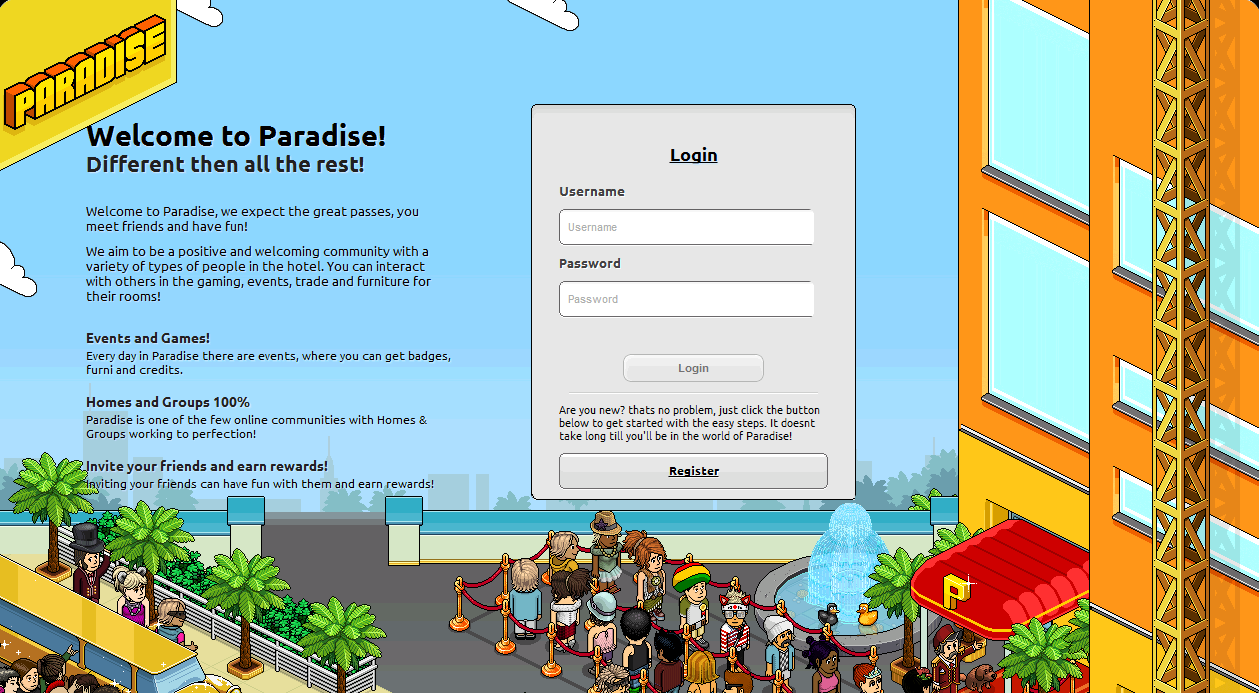 PARADISE
Welcome to Paradise!
Different then all the rest!
Welcome to Paradise, we expect the great passes, you
meet friends and have fun!
We aim to be a positive and welcoming community with a
variety of types of people in the hotel. You can interact
with others in the gaming, events, trade and furniture for
their rooms!
Events and Games!
Every day in Paradise there are events, where you can get badges,
furni and credits.
Homes and Groups 100%
Paradise is one of the few online communities with Homes &
Groups working to perfection!
Invite your friends and earn rewards!
Inviting your friends can have fun with them and earn rewards!
Login
Username
Username
Password
Password
Login
Are you new? thats no problem, just click the button
below to get started with the easy steps. It doesnt
take long till you'll be in the world of Paradise!
Register
P